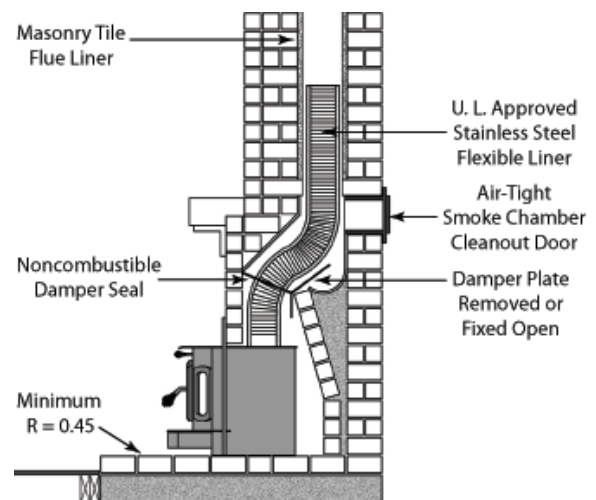 Masonry Tile
Flue Liner
U. L. Approved
Stainless Steel
Flexible Liner
Air-Tight
Smoke Chamber
Cleanout Door
Noncombustible
Damper Seal
Damper Plate
Removed or
Fixed Open
Minimum
R = 0.45